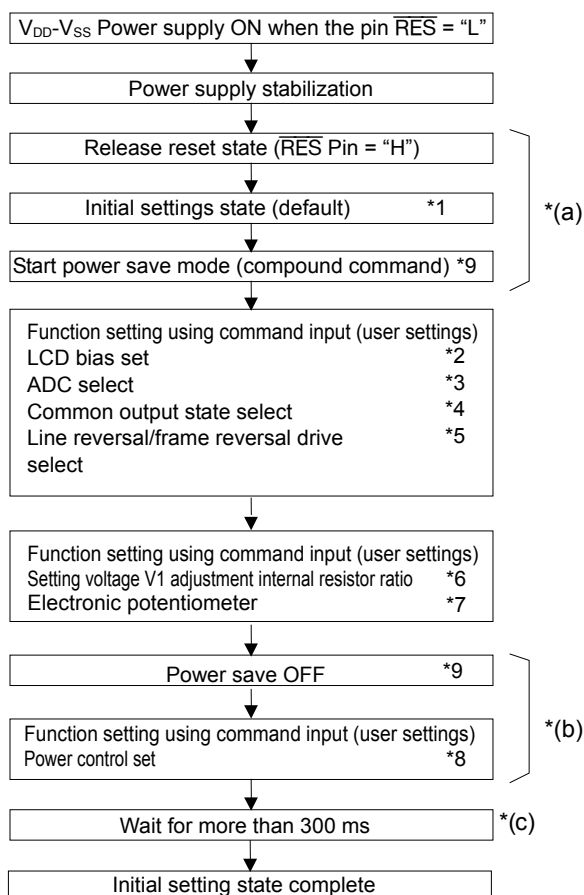 VDD-VSS Power supply ON when the pin RES = “L”
Power supply stabilization
Release reset state (RES Pin = “H”)
Initial settings state (default) *1
*(a)
Start power save mode (compound command) *9
Function setting using command input (user settings)
LCD bias set *2
ADC select *3
Common output state select *4
Line reversal/frame reversal drive *5
select
Function setting using command input (user settings)
Setting voltage V1 adjustment internal resistor ratio *6
Electronic potentiometer *7
Power save OFF *9
*(b)
Function setting using command input (user settings)
Power control set *8
Wait for more than 300 ms *(c)
Initial setting state complete